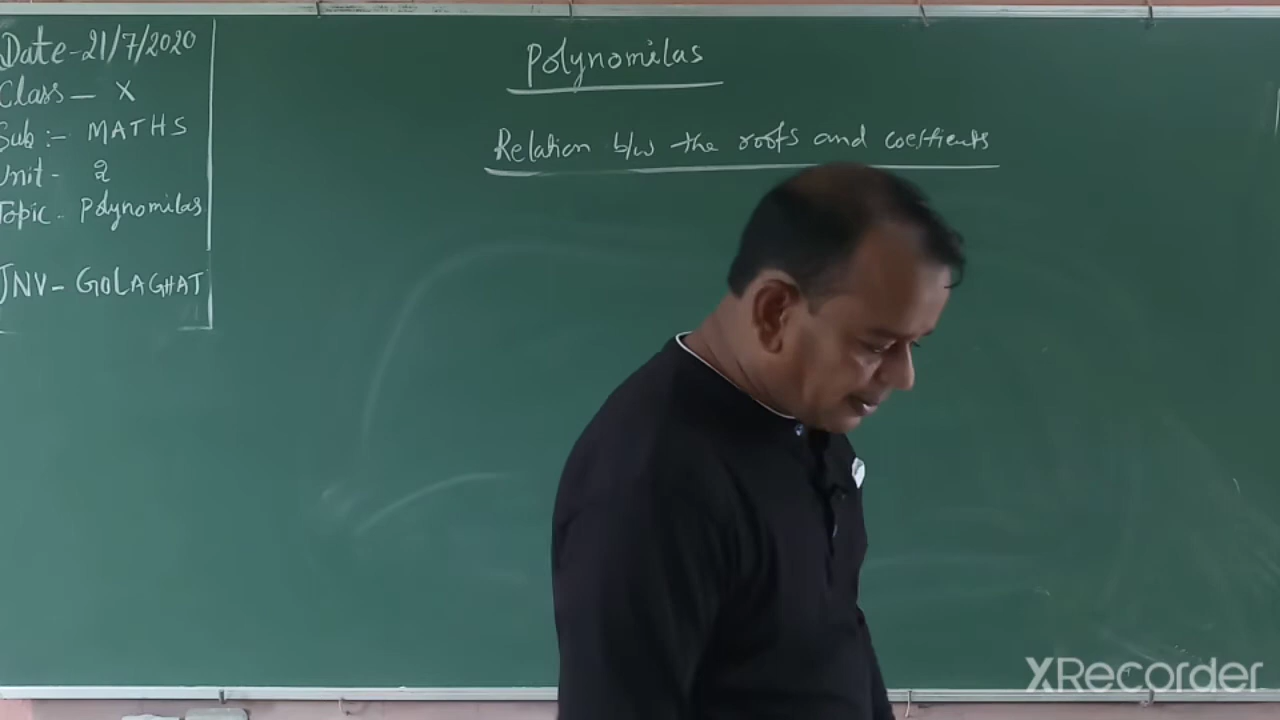 Date-21/7/2020
Class— X
Sub:- MATHS
Unit- 2
Topic- Polynomilas
JNV- GOLAGHAT
Polynomilas
Relation b/w the roots and coefficients
XRecorder